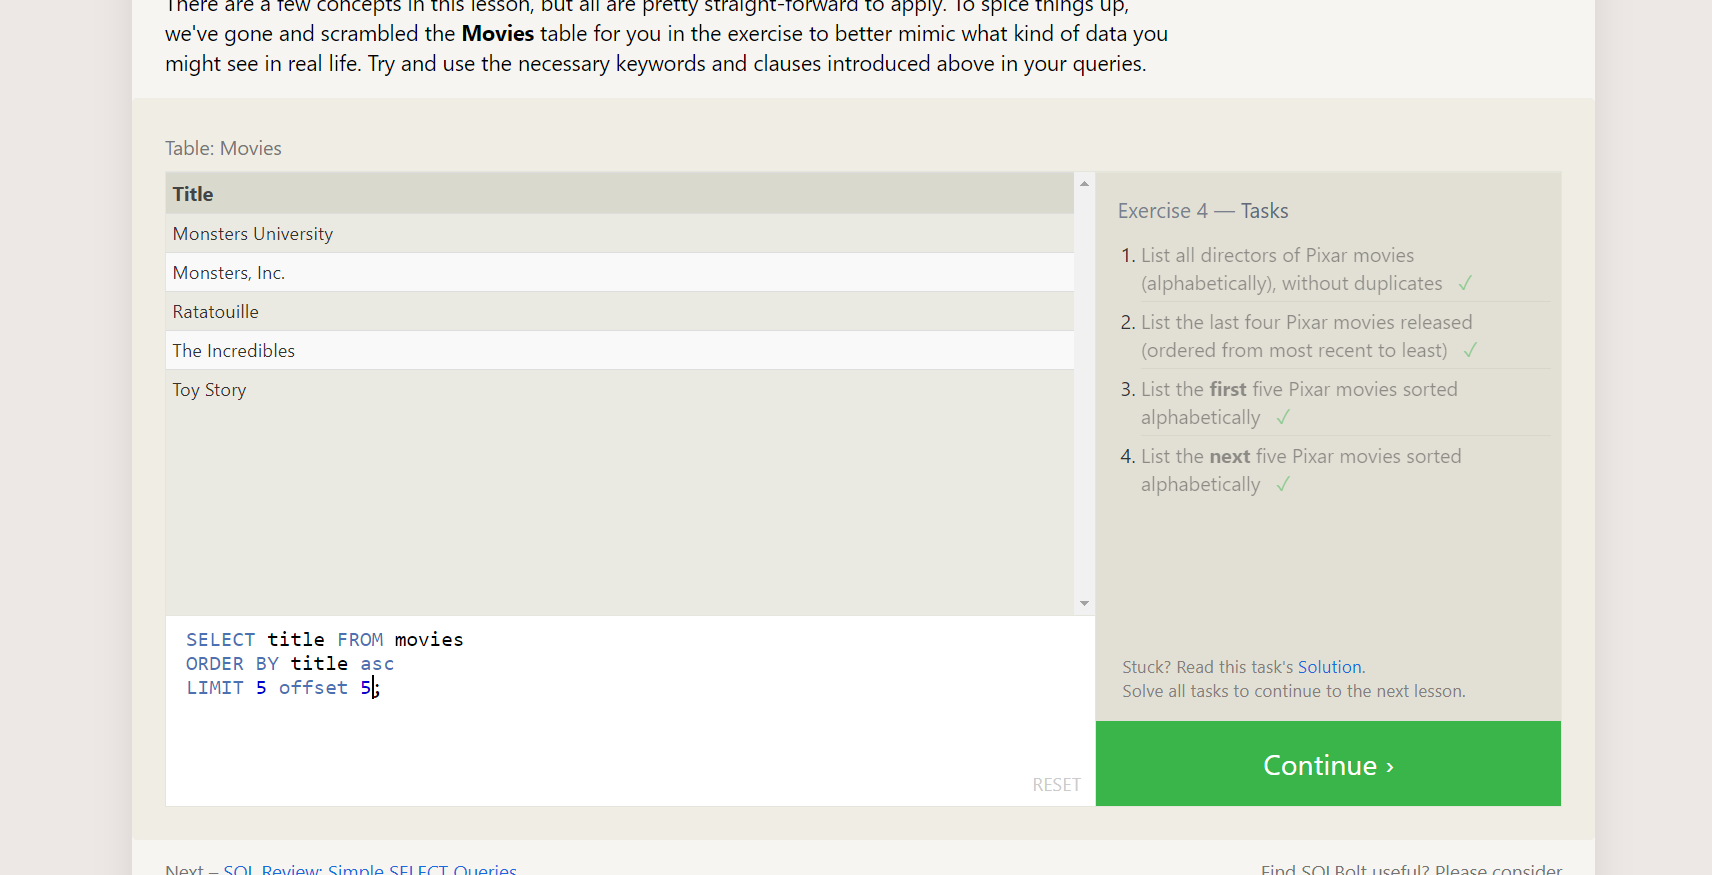 There are a few concepts in this lesson, but all are pretty straight-forward to apply. To spice things up,
we've gone and scrambled the Movies table for you in the exercise to better mimic what kind of data you
might see in real life. Try and use the necessary keywords and clauses introduced above in your queries.
Table: Movies
Title
Monsters University
Monsters, Inc.
Ratatouille
The Incredibles
Toy Story
SELECT title FROM movies
ORDER BY title asc
LIMIT 5 offset 5;
RESET
Exercise 4 — Tasks
1. List all directors of Pixar movies
(alphabetically), without duplicates ✓
2. List the last four Pixar movies released
(ordered from most recent to least) ✓
3. List the first five Pixar movies sorted
alphabetically ✓
4. List the next five Pixar movies sorted
alphabetically ✓
Stuck? Read this task's Solution.
Solve all tasks to continue to the next lesson.
Continue ›
Next – SQL Review: Simple SELECT Queries
Find SQLBolt useful? Please consider